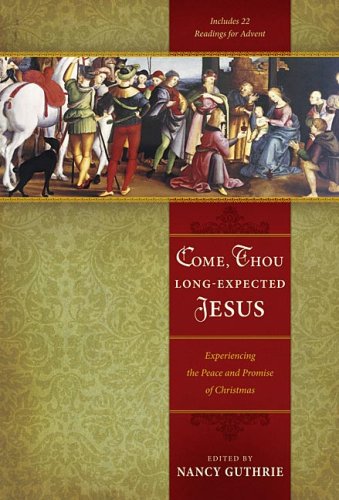 Includes 22
Readings for Advent
COME, THOU
LONG-EXPECTED
JESUS
Experiencing
the Peace and Promise
of Christmas
EDITED BY
NANCY GUTHRIE